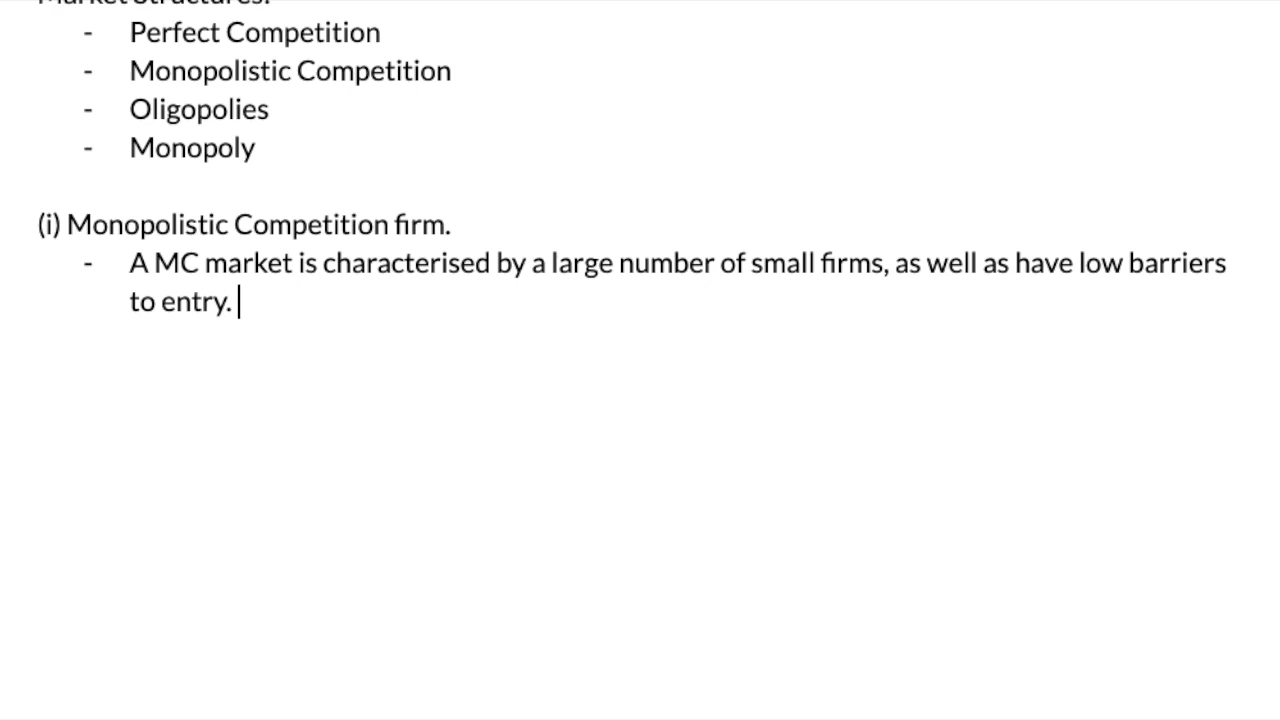 Market Structures:
- Perfect Competition
- Monopolistic Competition
- Oligopolies
- Monopoly
(i) Monopolistic Competition firm.
- A MC market is characterised by a large number of small firms, as well as have low barriers
to entry.